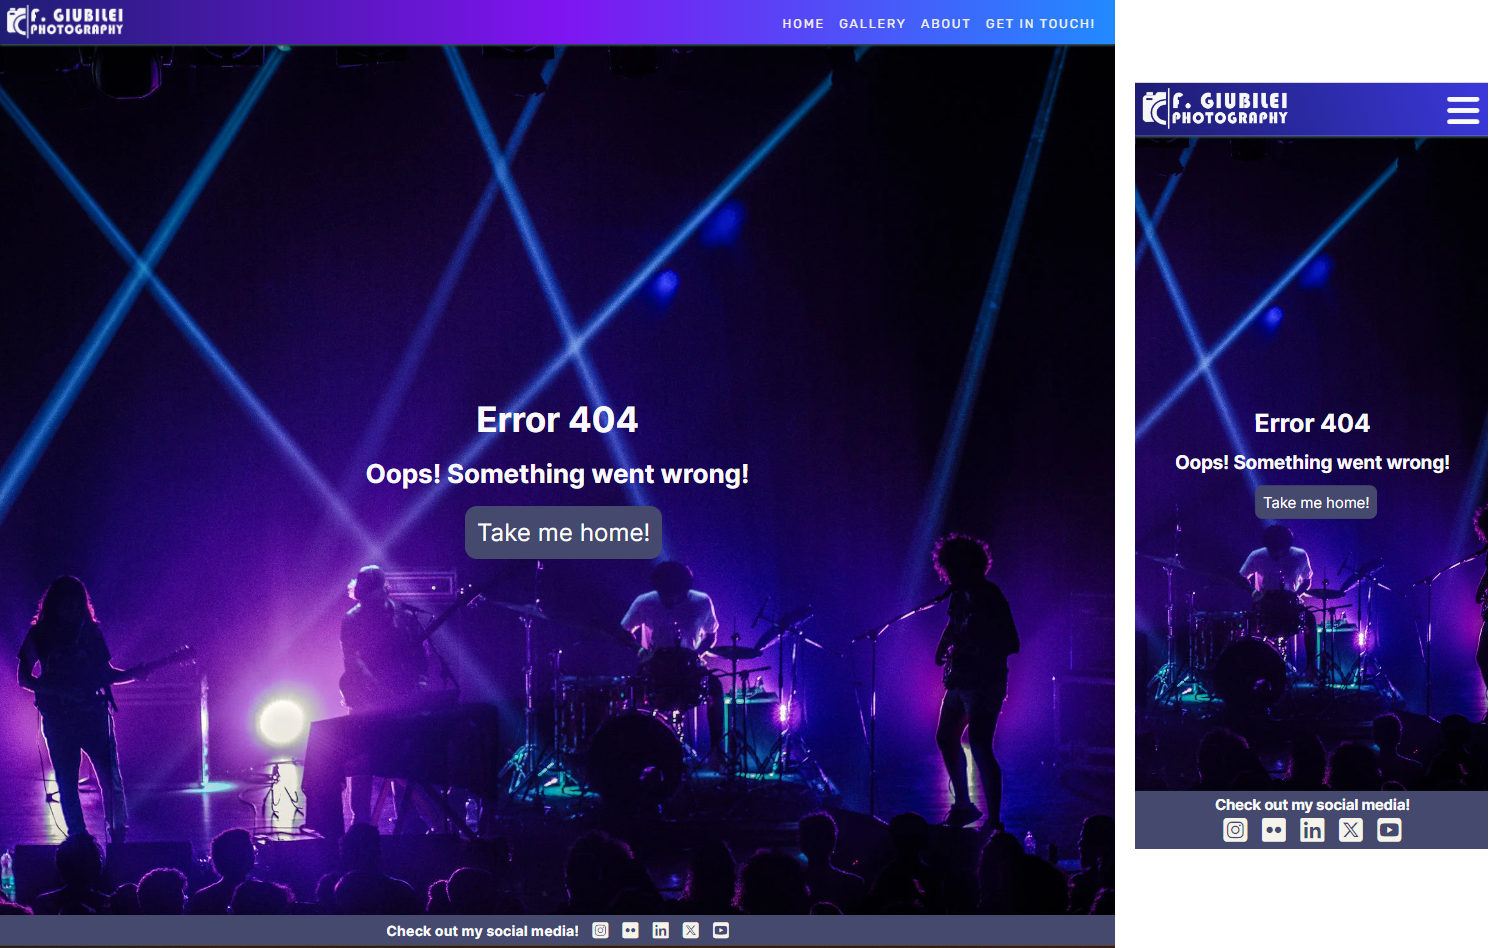 F. GIUBILEI
PHOTOGRAPHY
HOME GALLERY ABOUT GET IN TOUCH!
Error 404
Oops! Something went wrong!
Take me home!
Check out my social media!
F. GIUBILEI
PHOTOGRAPHY
Error 404
Oops! Something went wrong!
Take me home!
Check out my social media!